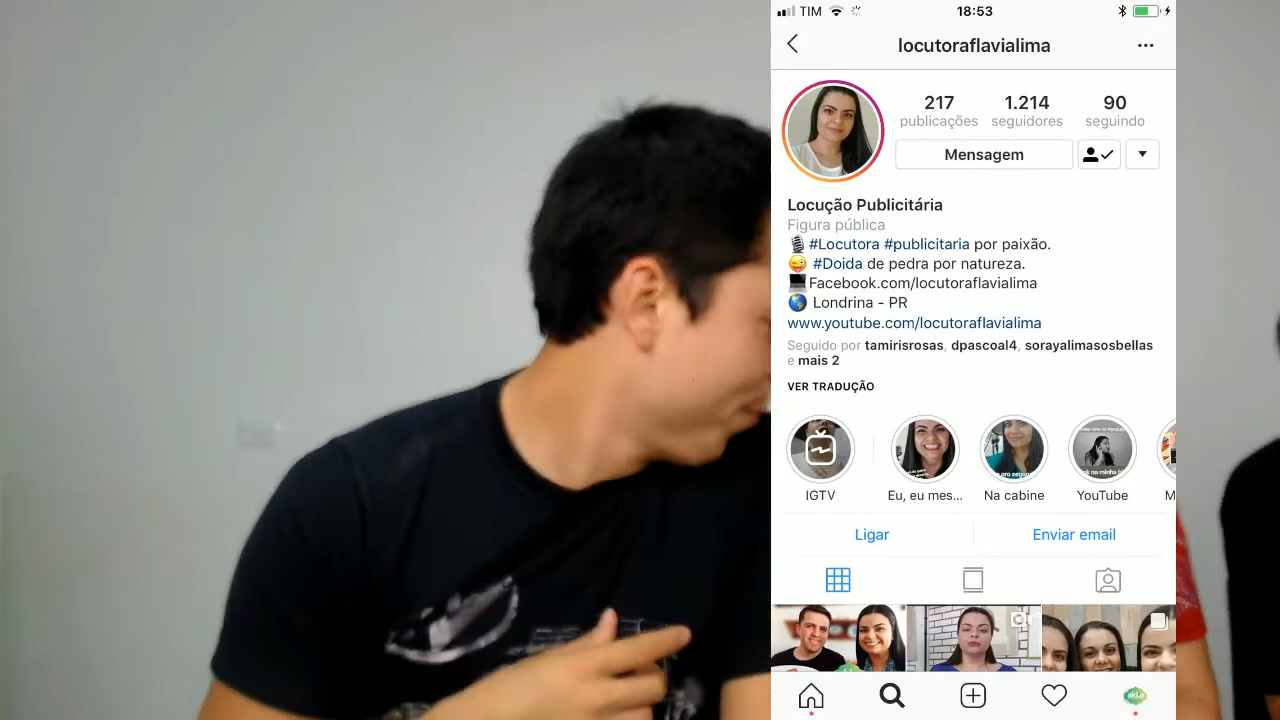 TIM
18:53
locutoraflavialima
217 1.214 90
publicações seguidores seguindo
Mensagem
Locução Publicitária
Figura pública
#Locutora #publicitaria por paixão.
#Doida de pedra por natureza.
Facebook.com/locutoraflavialima
Londrina - PR
www.youtube.com/locutoraflavialima
Seguido por tamirisrosas, dpascoal4, sorayalimasosbellas
e mais 2
VER TRADUÇÃO
IGTV Eu, eu mes... Na cabine YouTube M
Ligar Enviar email